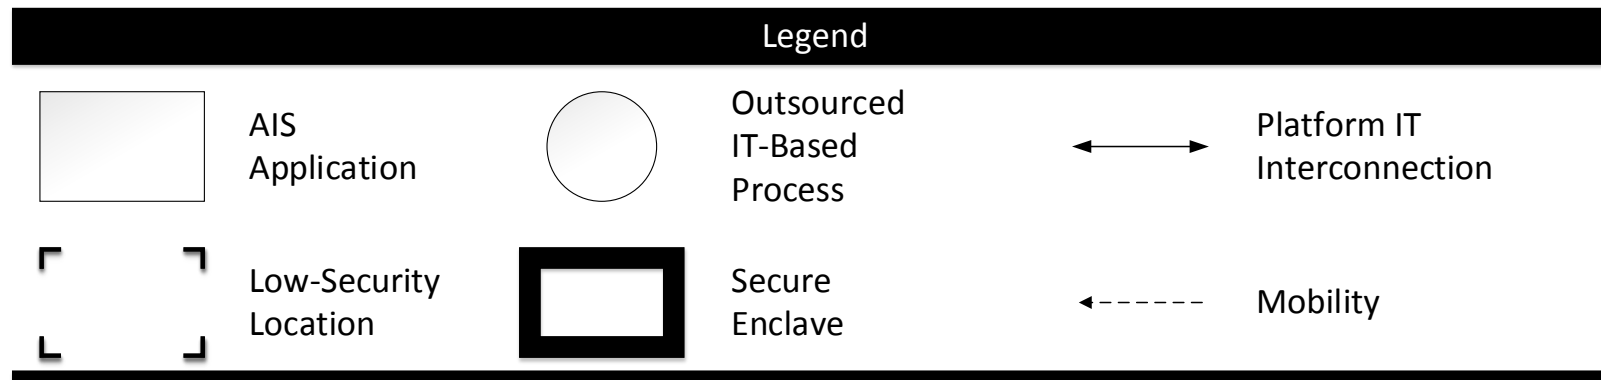 Legend
AIS
Application
Outsourced
IT-Based
Process
Platform IT
Interconnection
Low-Security
Location
Secure
Enclave
Mobility